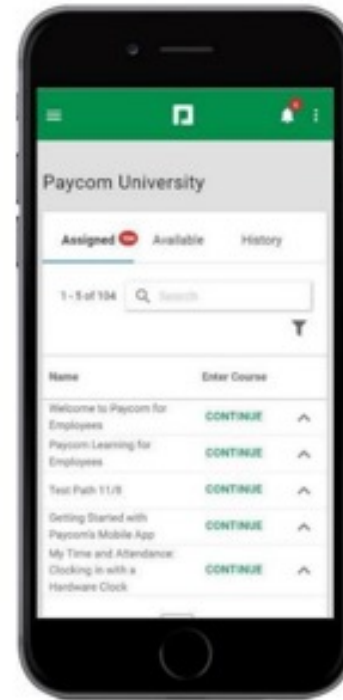 Paycom University
Assigned Available History
1 - 5 of 104 Search
Name Enter Course
Welcome to Paycom for
Employees
CONTINUE
Paycom Learning for
Employees
CONTINUE
Test Path 11/8
CONTINUE
Getting Started with
Paycom's Mobile App
CONTINUE
My Time and Attendance:
Clocking in with a
Hardware Clock
CONTINUE